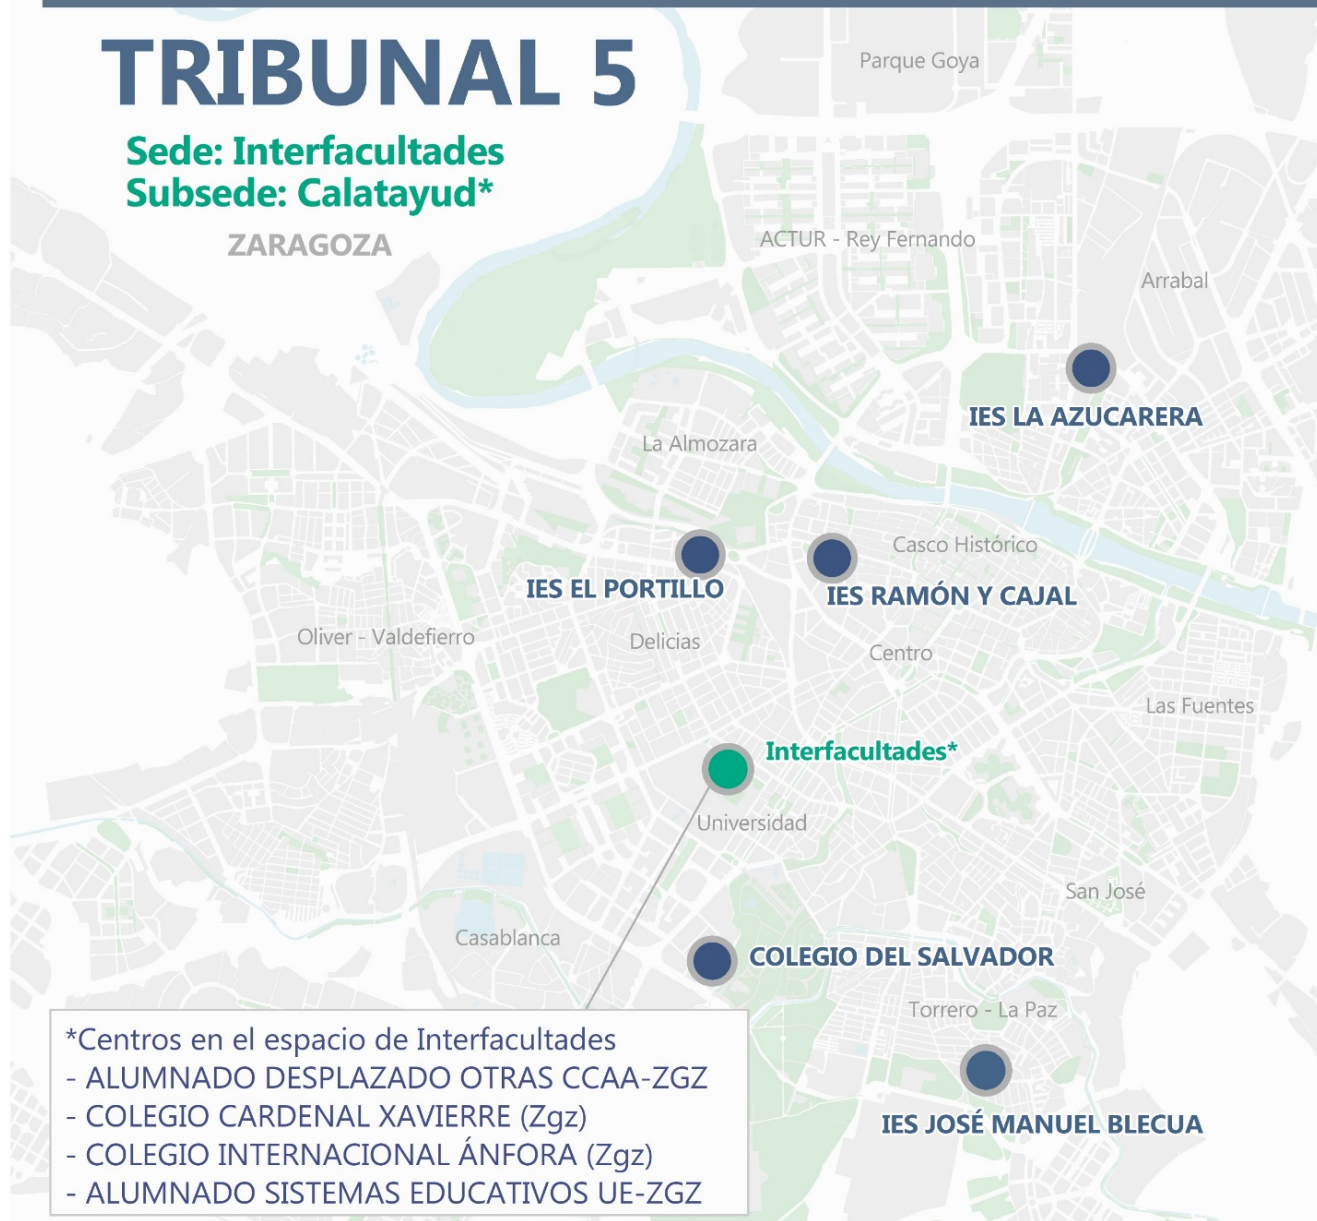 TRIBUNAL 5
Sede: Interfacultades
Subsede: Calatayud*
ZARAGOZA
Parque Goya
ACTUR - Rey Fernando
Arrabal
IES LA AZUCARERA
La Almozara
Casco Histórico
IES EL PORTILLO
IES RAMÓN Y CAJAL
Oliver - Valdefierro
Delicias
Centro
Las Fuentes
Interfacultades*
Universidad
San José
Casablanca
COLEGIO DEL SALVADOR
Torrero - La Paz
IES JOSÉ MANUEL BLECUA
*Centros en el espacio de Interfacultades
- ALUMNADO DESPLAZADO OTRAS CCAA-ZGZ
- COLEGIO CARDENAL XAVIERRE (Zgz)
- COLEGIO INTERNACIONAL ÁNFORA (Zgz)
- ALUMNADO SISTEMAS EDUCATIVOS UE-ZGZ